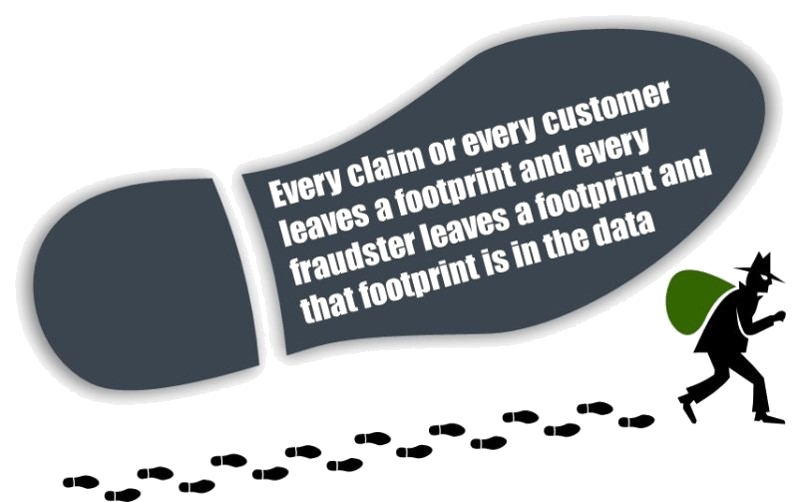 Every claim or every customer
leaves a footprint and every
fraudster leaves a footprint and
that footprint is in the data